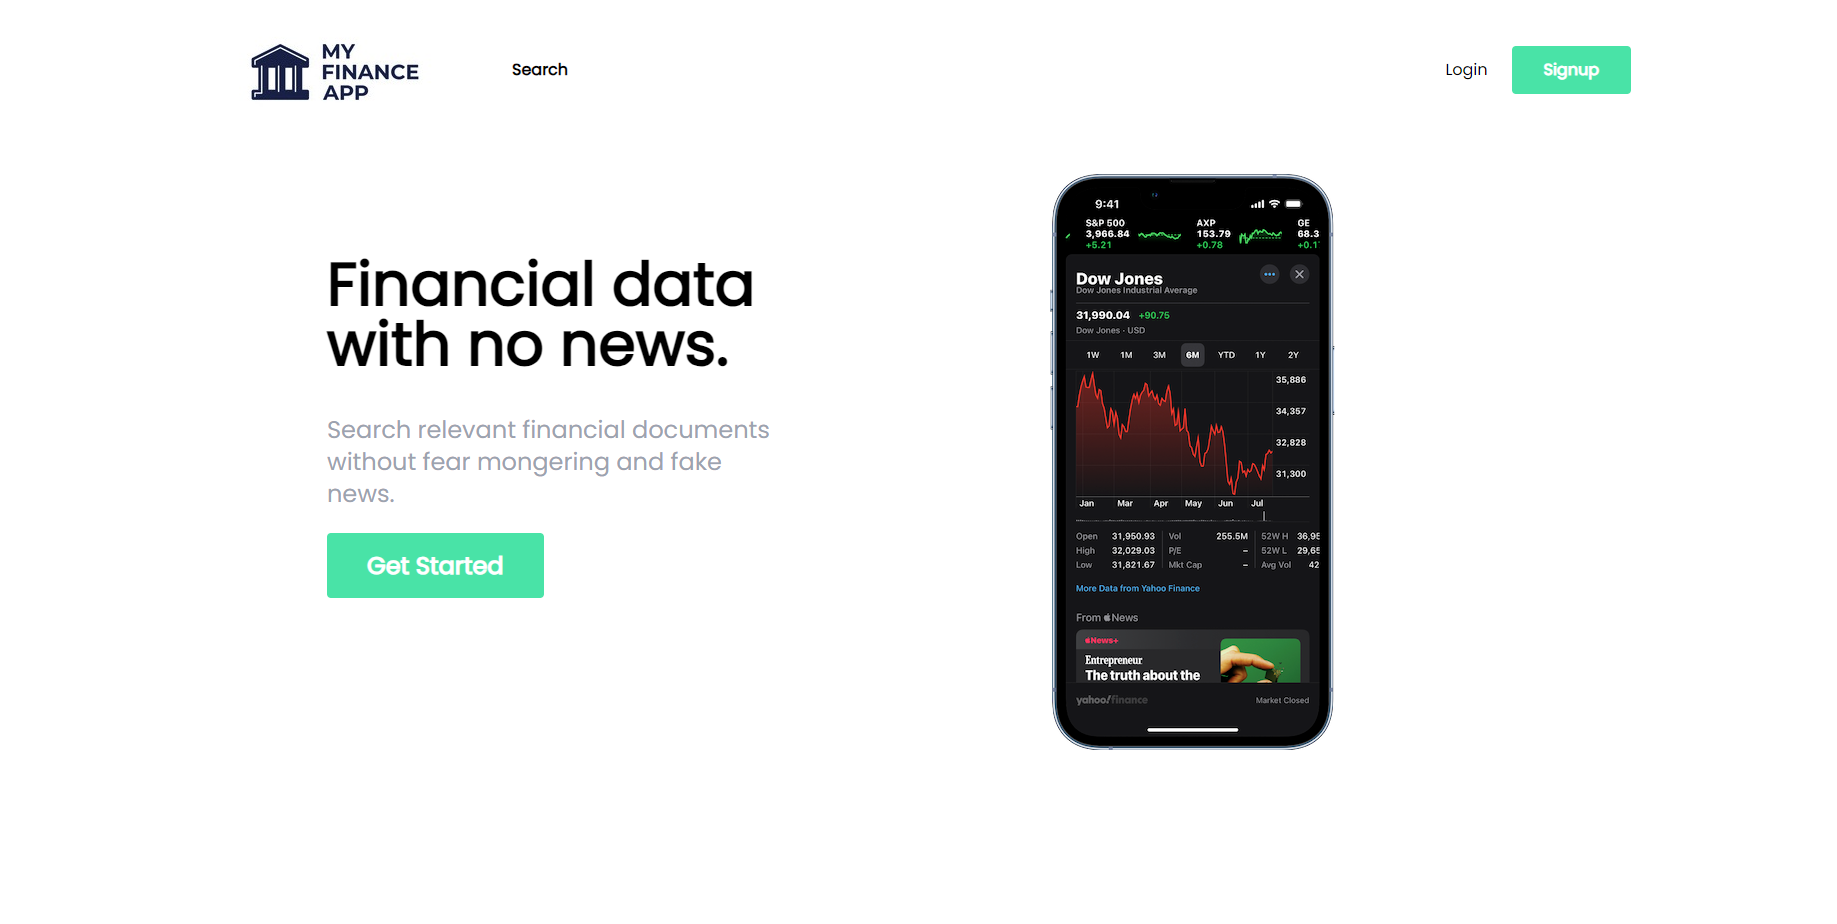 MY
FINANCE
APP
Search
Login
Signup
Financial data
with no news.
Search relevant financial documents
without fear mongering and fake
news.
Get Started
9:41
S&P 500 AXP GE
3,966.84 153.79 68.3
+5.21 +0.78 +0.1
Dow Jones
Dow Jones Industrial Average
31,990.04 +90.75
Dow Jones · USD
1W 1M 3M 6M YTD 1Y 2Y
35,886
34,357
32,828
31,300
Jan Mar Apr May Jun Jul
Open 31,950.93 Vol 255.5M 52W H 36,95
High 32,029.03 P/E – 52W L 29,65
Low 31,821.67 Mkt Cap – Avg Vol 42
More Data from Yahoo Finance
From News
News+
Entrepreneur
The truth about the
yahoo!finance Market Closed